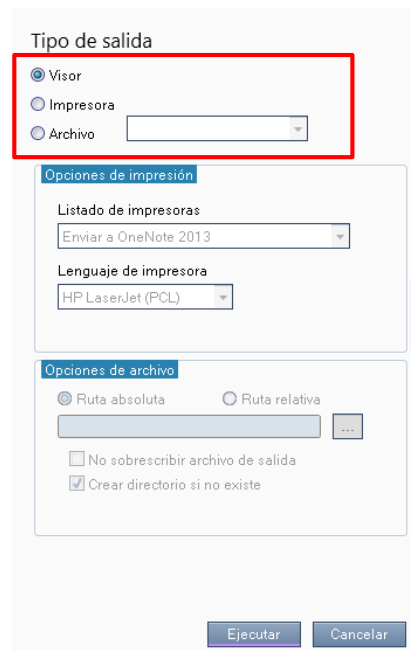 Tipo de salida
Visor
Impresora
Archivo
Opciones de impresión
Listado de impresoras
Enviar a OneNote 2013
Lenguaje de impresora
HP LaserJet (PCL)
Opciones de archivo
Ruta absoluta Ruta relativa
...
No sobrescribir archivo de salida
Crear directorio si no existe
Ejecutar Cancelar